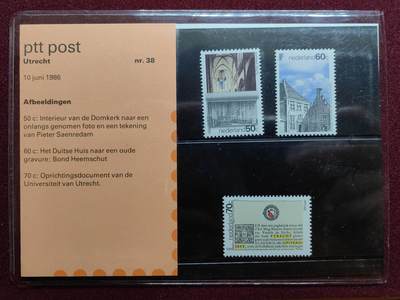 ptt post
Utrecht nr. 38
10 juni 1986
Afbeeldingen
50 c: Interieur van de Domkerk naar een
onlangs genomen foto en een tekening
van Pieter Saenredam
60 c: Het Duitse Huis naar een oude
gravure: Bond Heemschut
70 c: Oprichtingsdocument van de
Universiteit van Utrecht.
nederland 50
nederland 60
nederland 70